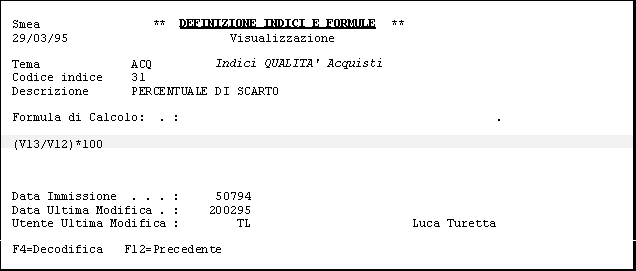 Smea ** DEFINIZIONE INDICI E FORMULE **
29/03/95 Visualizzazione
Tema ACQ Indici QUALITA' Acquisti
Codice indice 31
Descrizione PERCENTUALE DI SCARTO
Formula di Calcolo: . : .
(V13/V12)*100
Data Immissione . . . : 50794
Data Ultima Modifica . : 200295
Utente Ultima Modifica : TL Luca Turetta
F4=Decodifica F12=Precedente